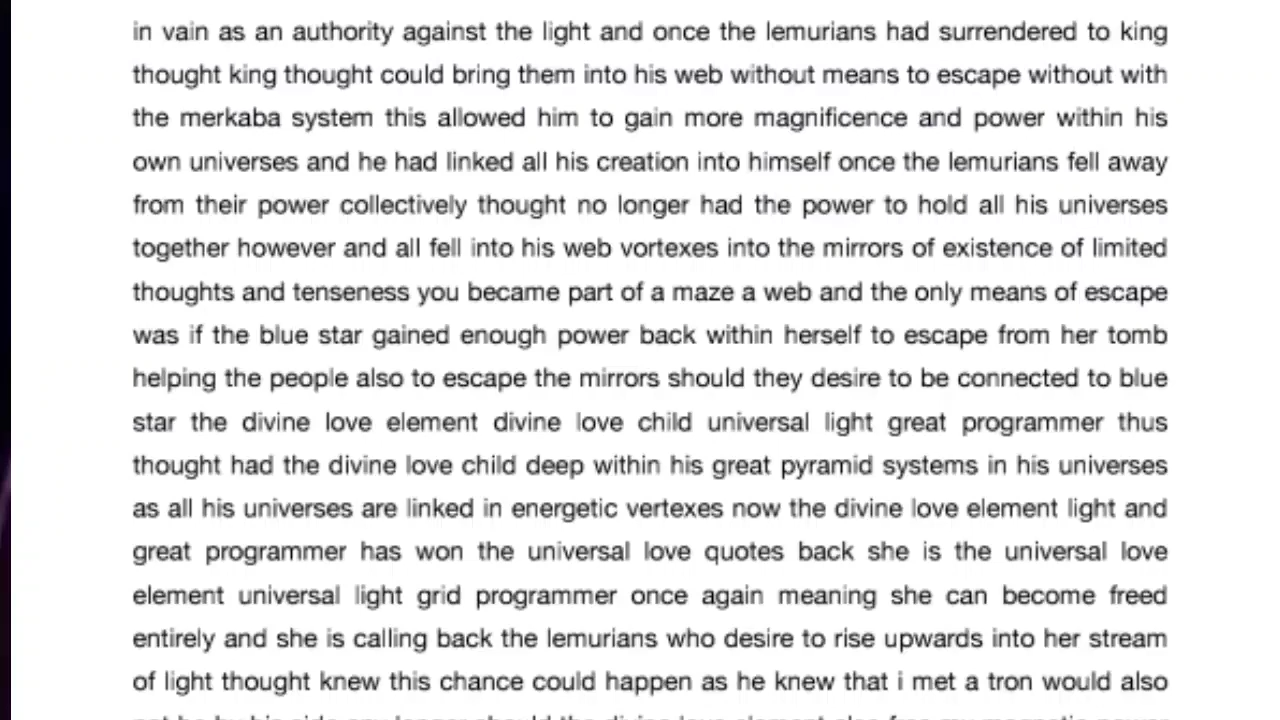 in vain as an authority against the light and once the lemurians had surrendered to king
thought king thought could bring them into his web without means to escape without with
the merkaba system this allowed him to gain more magnificence and power within his
own universes and he had linked all his creation into himself once the lemurians fell away
from their power collectively thought no longer had the power to hold all his universes
together however and all fell into his web vortexes into the mirrors of existence of limited
thoughts and tenseness you became part of a maze a web and the only means of escape
was if the blue star gained enough power back within herself to escape from her tomb
helping the people also to escape the mirrors should they desire to be connected to blue
star the divine love element divine love child universal light great programmer thus
thought had the divine love child deep within his great pyramid systems in his universes
as all his universes are linked in energetic vertexes now the divine love element light and
great programmer has won the universal love quotes back she is the universal love
element universal light grid programmer once again meaning she can become freed
entirely and she is calling back the lemurians who desire to rise upwards into her stream
of light thought knew this chance could happen as he knew that i met a tron would also